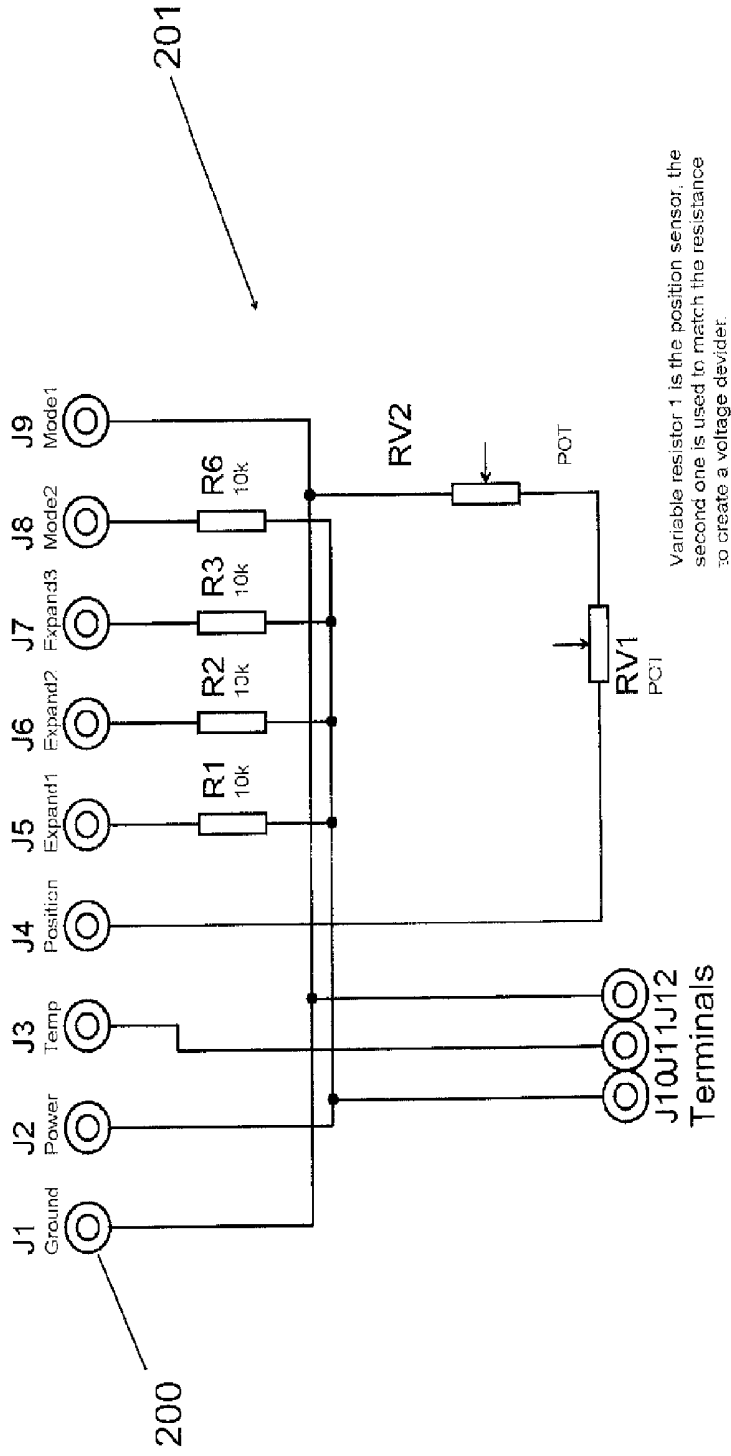 201
200
J1
Ground
J2
Power
J3
Temp
J4
Position
J5
Expand1
J6
Expand2
J7
Expand3
J8
Mode2
J9
Mode1
R1
10k
R2
10k
R3
10k
R6
10k
RV2
POT
RV1
POT
J10J11J12
Terminals
Variable resistor 1 is the position sensor, the
second one is used to match the resistance
to create a voltage devider.